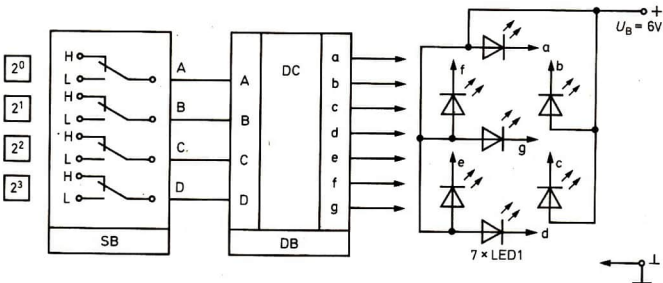 2⁰
2¹
2²
2³
H
L
H
L
H
L
H
L
SB
A
B
C
D
A
B
C
D
DC
DB
a
b
c
d
e
f
g
a
f
b
g
e
c
d
7 × LED1
+
U_B = 6V
⊥